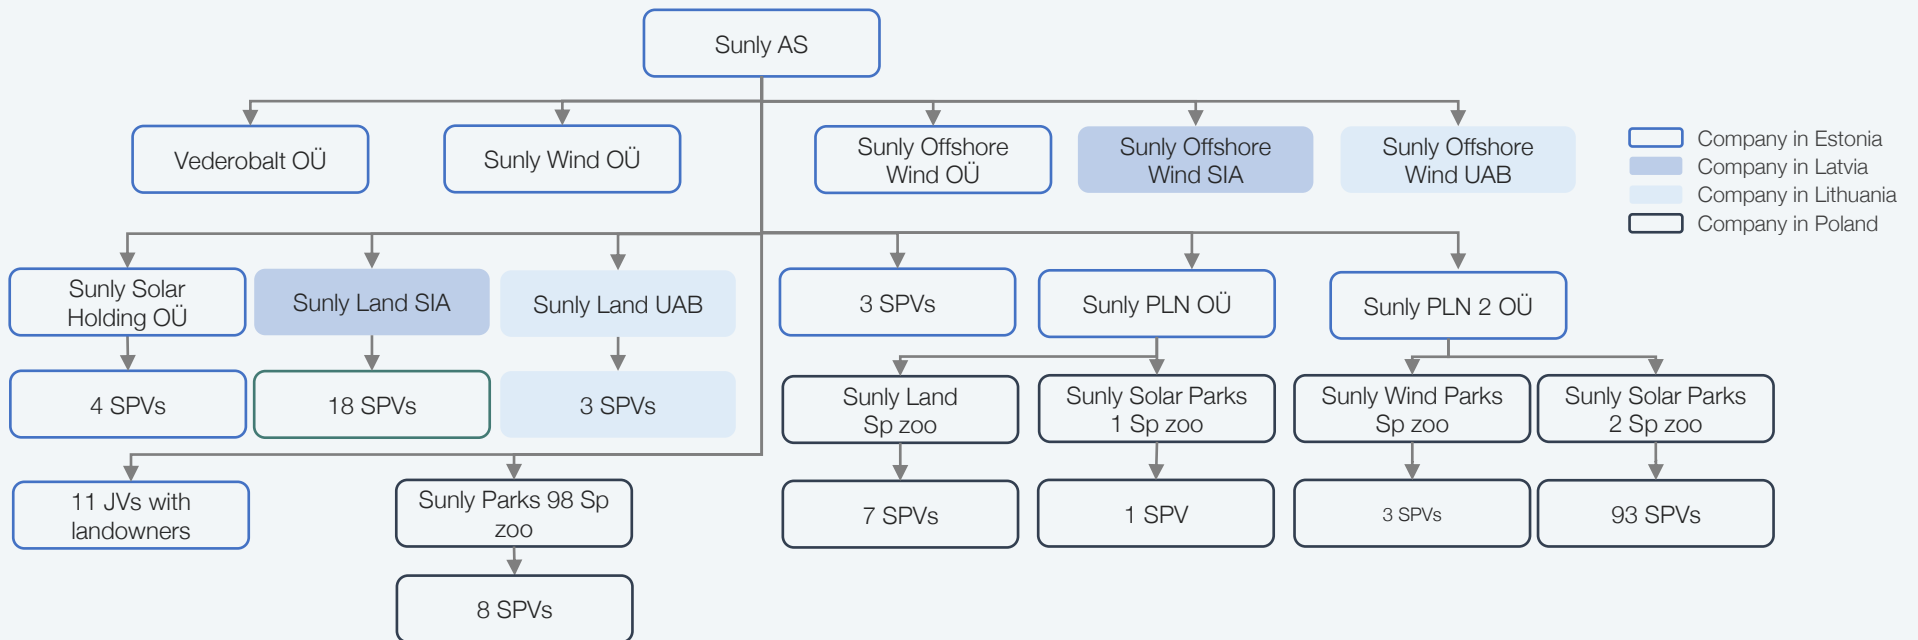 Sunly AS
Vederobalt OÜ
Sunly Wind OÜ
Sunly Offshore
Wind OÜ
Sunly Offshore
Wind SIA
Sunly Offshore
Wind UAB
Company in Estonia
Company in Latvia
Company in Lithuania
Company in Poland
Sunly Solar
Holding OÜ
Sunly Land SIA
Sunly Land UAB
3 SPVs
Sunly PLN OÜ
Sunly PLN 2 OÜ
4 SPVs
18 SPVs
3 SPVs
Sunly Land
Sp zoo
Sunly Solar Parks
1 Sp zoo
Sunly Wind Parks
Sp zoo
Sunly Solar Parks
2 Sp zoo
11 JVs with
landowners
Sunly Parks 98 Sp
zoo
7 SPVs
1 SPV
3 SPVs
93 SPVs
8 SPVs